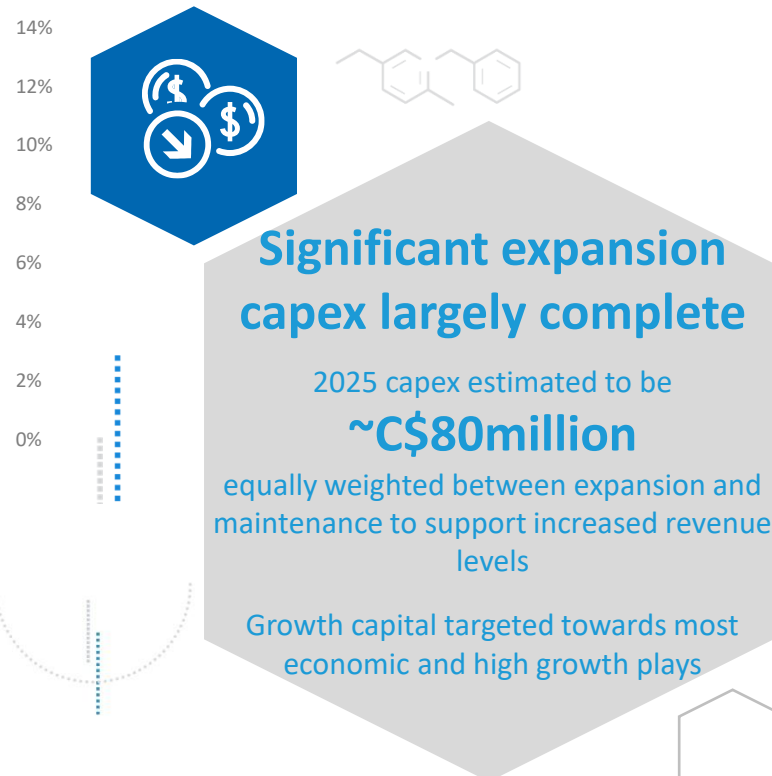 14%
12%
10%
8%
6%
4%
2%
0%
$
$
Significant expansion
capex largely complete
2025 capex estimated to be
~C$80million
equally weighted between expansion and
maintenance to support increased revenue
levels
Growth capital targeted towards most
economic and high growth plays